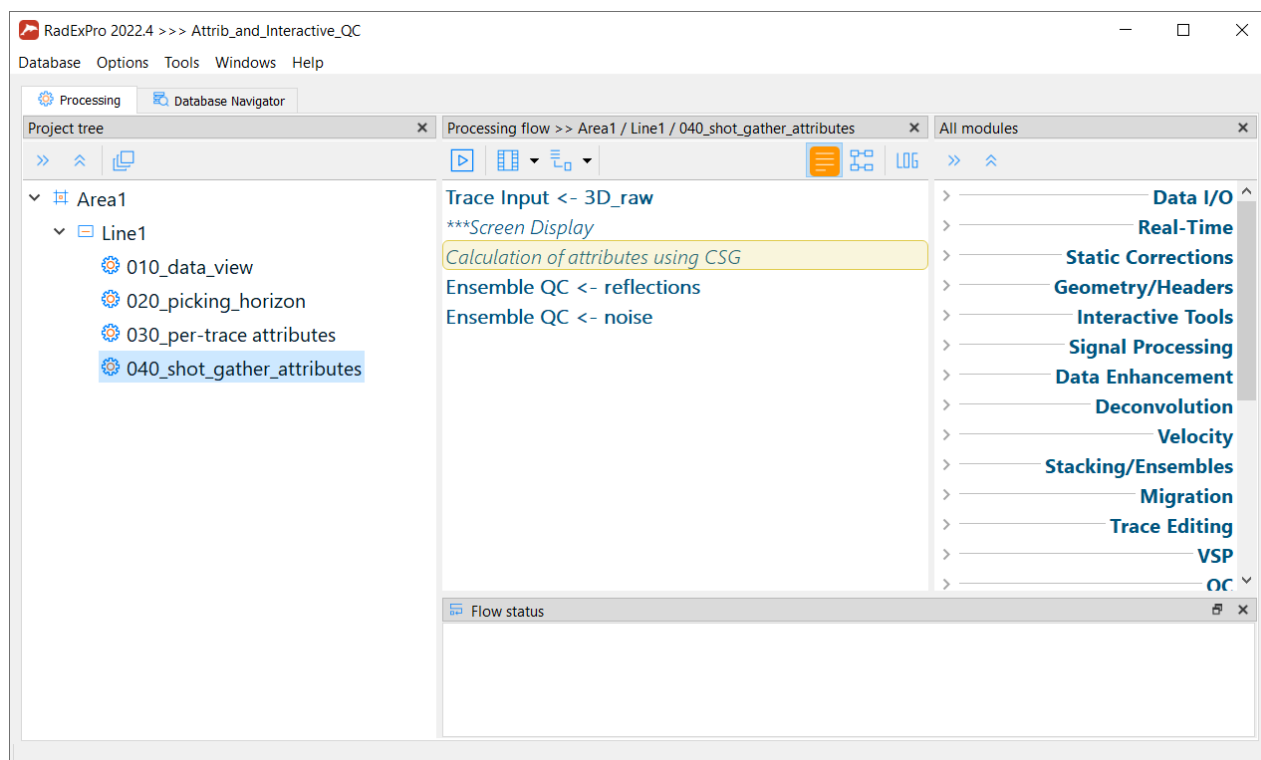 RadExPro 2022.4 >>> Attrib_and_Interactive_QC
Database Options Tools Windows Help
Processing Database Navigator
Project tree
Area1
Line1
010_data_view
020_picking_horizon
030_per-trace attributes
040_shot_gather_attributes
Processing flow >> Area1 / Line1 / 040_shot_gather_attributes
LOG
Trace Input <- 3D_raw
***Screen Display
Calculation of attributes using CSG
Ensemble QC <- reflections
Ensemble QC <- noise
All modules
Data I/O
Real-Time
Static Corrections
Geometry/Headers
Interactive Tools
Signal Processing
Data Enhancement
Deconvolution
Velocity
Stacking/Ensembles
Migration
Trace Editing
VSP
QC
Flow status